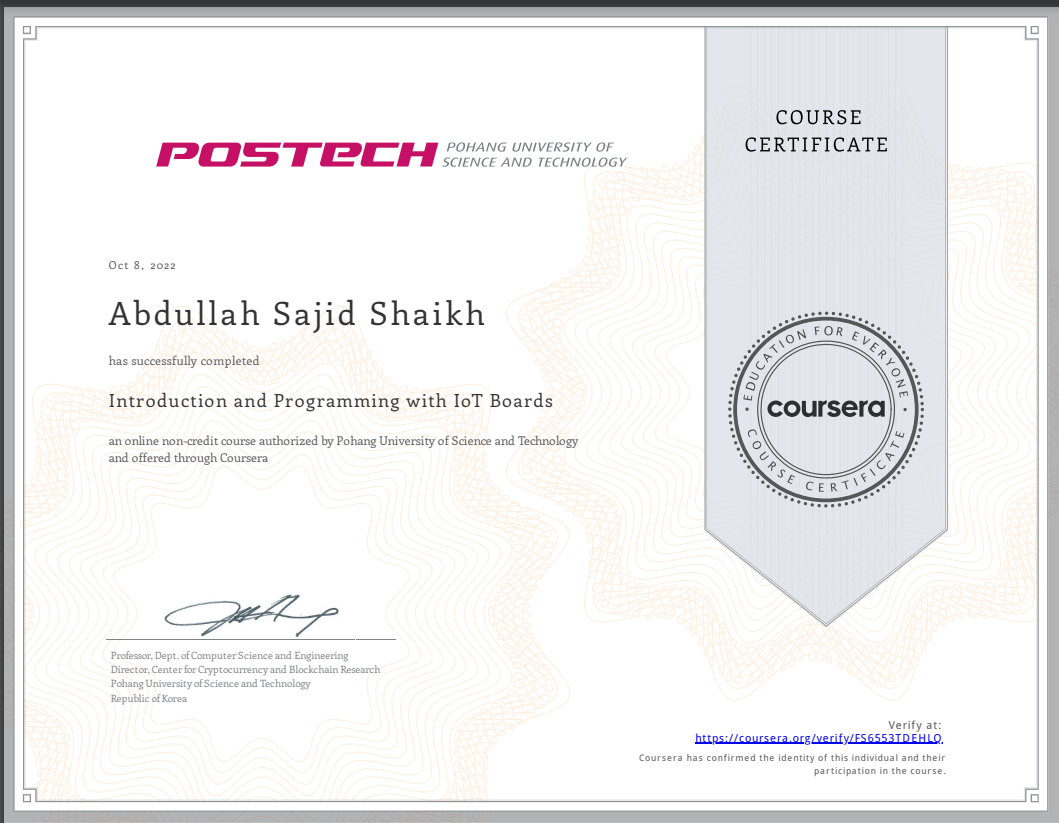 COURSE
CERTIFICATE
POSTECH
POHANG UNIVERSITY OF
SCIENCE AND TECHNOLOGY
Oct 8, 2022
Abdullah Sajid Shaikh
has successfully completed
Introduction and Programming with IoT Boards
an online non-credit course authorized by Pohang University of Science and Technology
and offered through Coursera
EDUCATION FOR EVERYONE
coursera
COURSE CERTIFICATE
Professor, Dept. of Computer Science and Engineering
Director, Center for Cryptocurrency and Blockchain Research
Pohang University of Science and Technology
Republic of Korea
Verify at:
https://coursera.org/verify/FS6553TDEHLQ
Coursera has confirmed the identity of this individual and their
participation in the course.